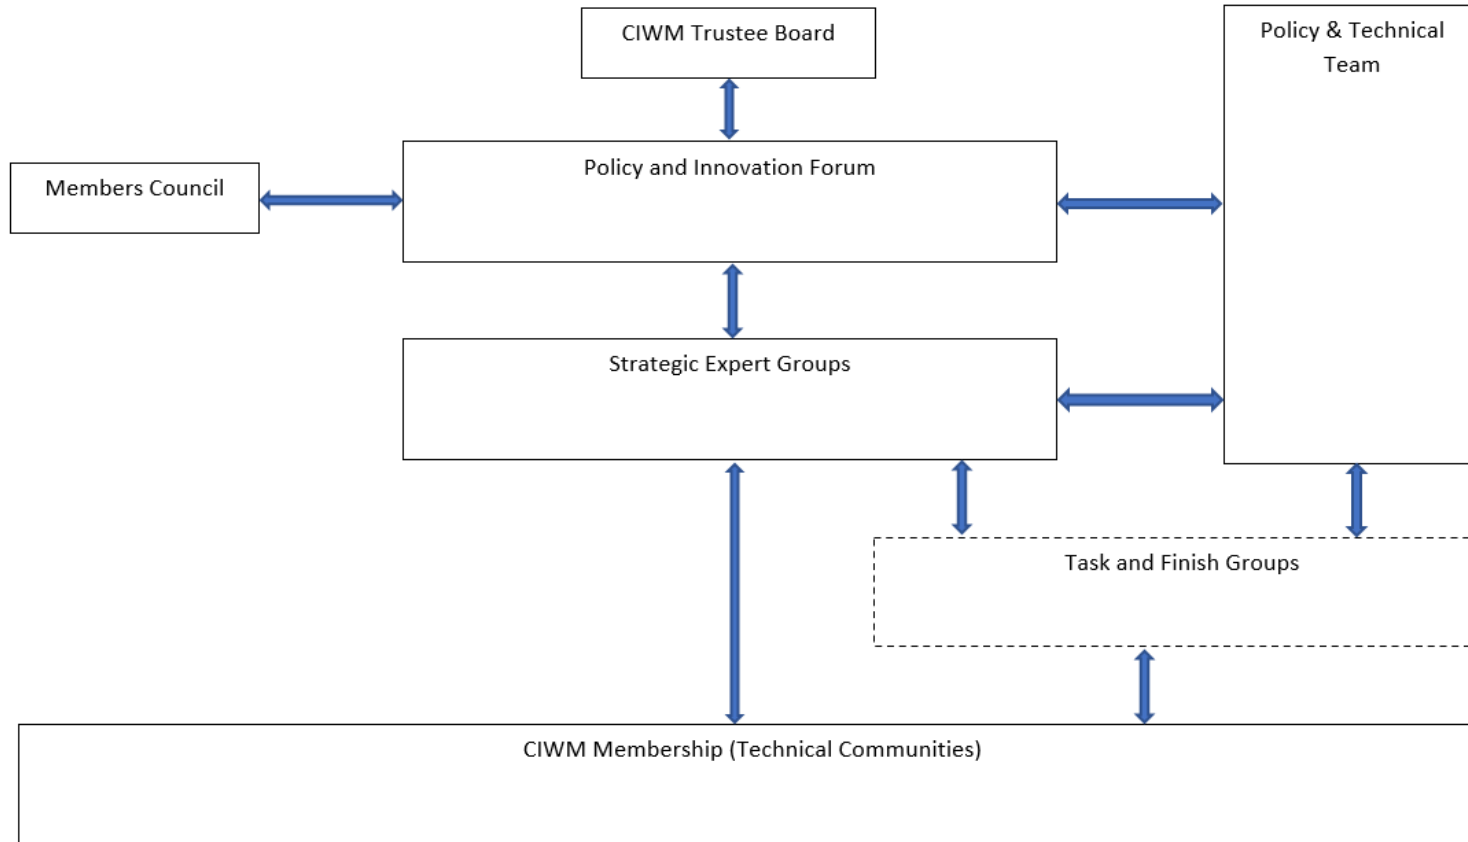 CIWM Trustee Board
Policy & Technical
Team
Policy and Innovation Forum
Members Council
Strategic Expert Groups
Task and Finish Groups
CIWM Membership (Technical Communities)